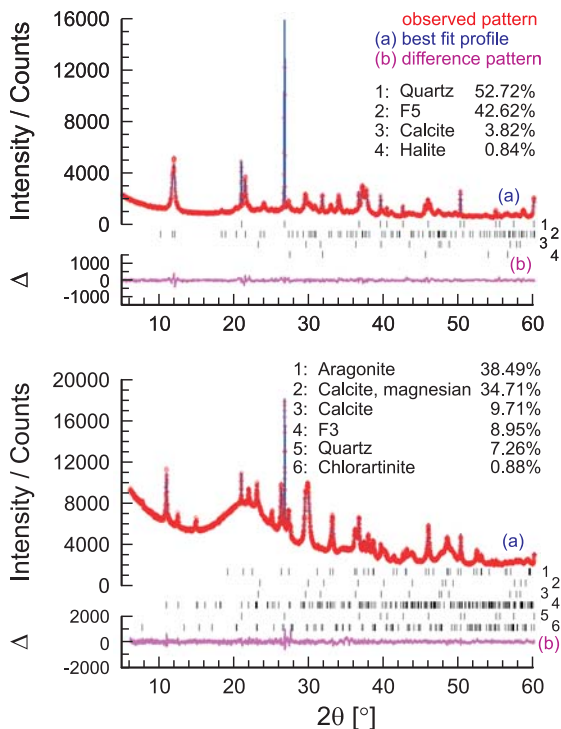 Intensity / Counts
16000
12000
8000
4000
0
observed pattern
(a) best fit profile
(b) difference pattern
1: Quartz 52.72%
2: F5 42.62%
3: Calcite 3.82%
4: Halite 0.84%
(a)
1
2
3
4
Δ
1000
0
-1000
(b)
10 20 30 40 50 60
Intensity / Counts
20000
16000
12000
8000
4000
0
1: Aragonite 38.49%
2: Calcite, magnesian 34.71%
3: Calcite 9.71%
4: F3 8.95%
5: Quartz 7.26%
6: Chlorartinite 0.88%
(a)
1
2
3
4
5
6
Δ
2000
0
-2000
(b)
10 20 30 40 50 60
2θ [°]